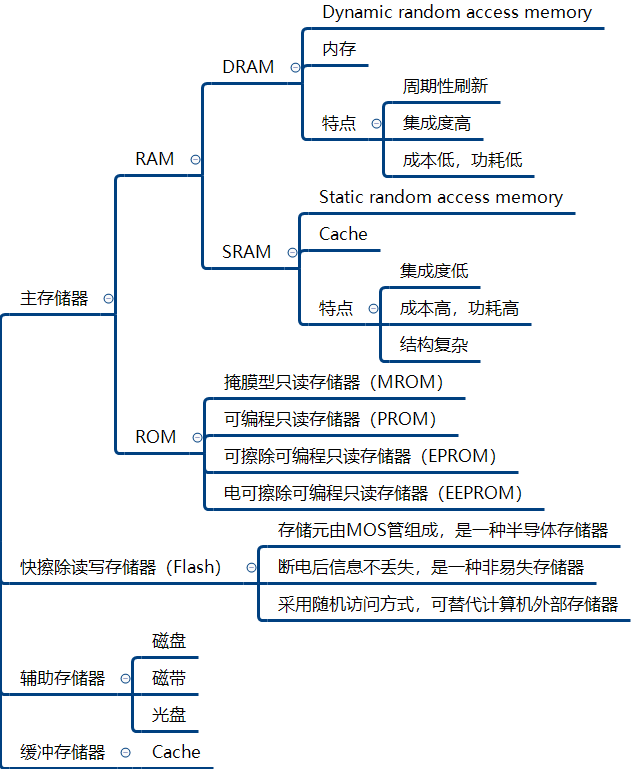 Dynamic random access memory
DRAM
内存
周期性刷新
特点
集成度高
成本低，功耗低
RAM
Static random access memory
SRAM
Cache
集成度低
特点
成本高，功耗高
结构复杂
主存储器
掩膜型只读存储器（MROM）
可编程只读存储器（PROM）
ROM
可擦除可编程只读存储器（EPROM）
电可擦除可编程只读存储器（EEPROM）
存储元由MOS管组成，是一种半导体存储器
快擦除读写存储器（Flash）
断电后信息不丢失，是一种非易失存储器
采用随机访问方式，可替代计算机外部存储器
磁盘
辅助存储器
磁带
光盘
缓冲存储器
Cache